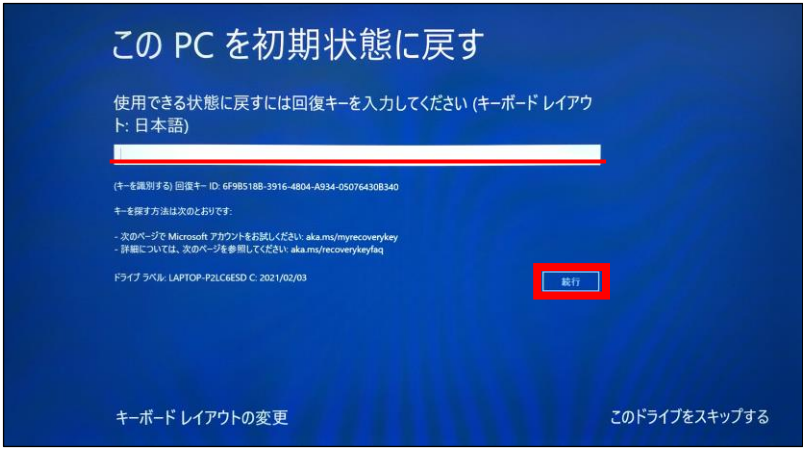 この PC を初期状態に戻す
使用できる状態に戻すには回復キーを入力してください (キーボード レイアウ
ト: 日本語)
(キーを識別する) 回復キー ID: 6F9B518B-3916-4804-A934-05076430B340
キーを探す方法は次のとおりです:
- 次のページで Microsoft アカウントをお試しください: aka.ms/myrecoverykey
- 詳細については、次のページを参照してください: aka.ms/recoverykeyfaq
ドライブ ラベル: LAPTOP-P2LC6ESD C: 2021/02/03
続行
キーボード レイアウトの変更
このドライブをスキップする